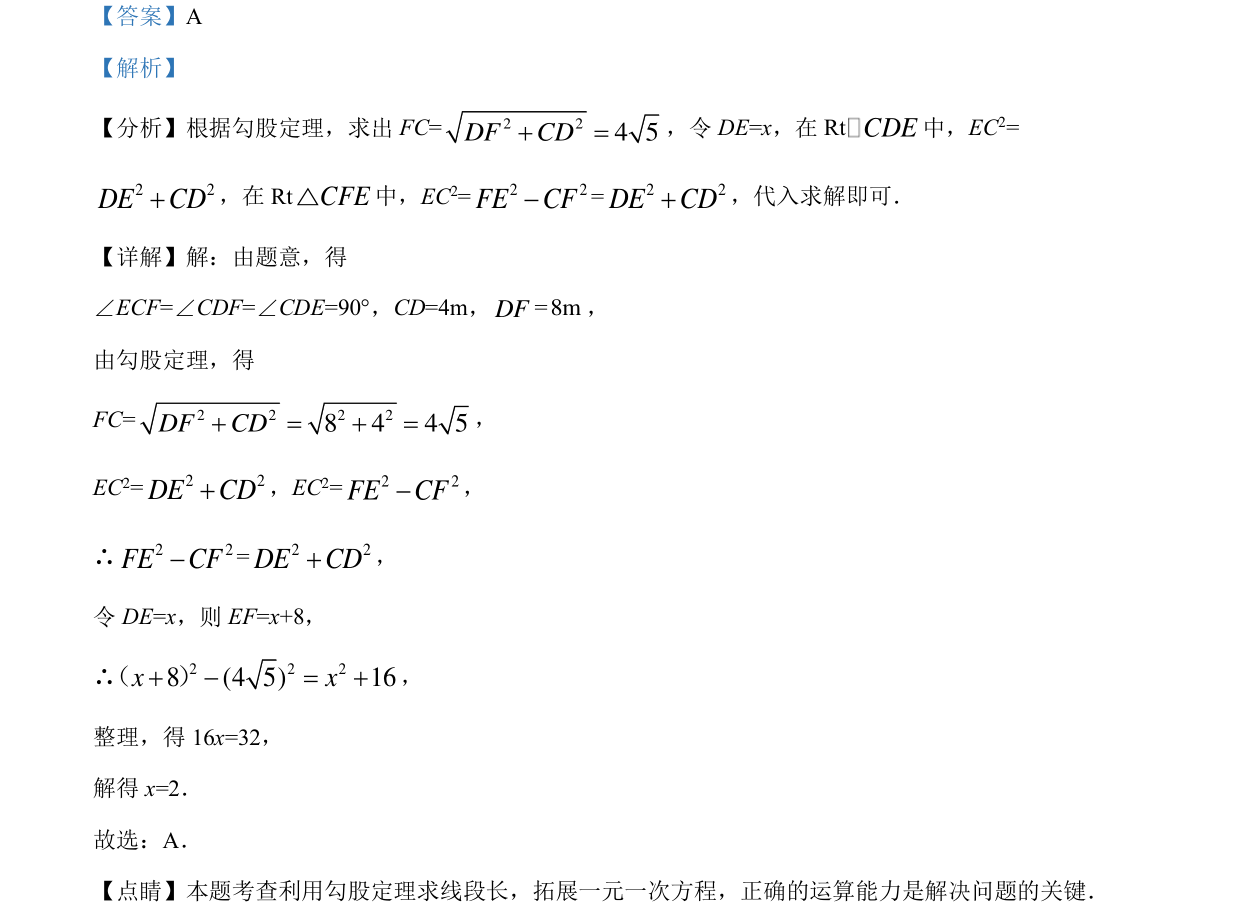 【答案】A
【解析】
【分析】根据勾股定理，求出 FC=√(DF²+CD²)=4√5，令 DE=x，在 Rt□CDE 中，EC²=
DE²+CD²，在 Rt△CFE 中，EC²=FE²−CF²=DE²+CD²，代入求解即可．
【详解】解：由题意，得
∠ECF=∠CDF=∠CDE=90°，CD=4m，DF=8m，
由勾股定理，得
FC=√(DF²+CD²)=√(8²+4²)=4√5，
EC²=DE²+CD²，EC²=FE²−CF²，
∴FE²−CF²=DE²+CD²，
令 DE=x，则 EF=x+8，
∴(x+8)²−(4√5)²=x²+16，
整理，得 16x=32，
解得 x=2．
故选：A．
【点睛】本题考查利用勾股定理求线段长，拓展一元一次方程，正确的运算能力是解决问题的关键．